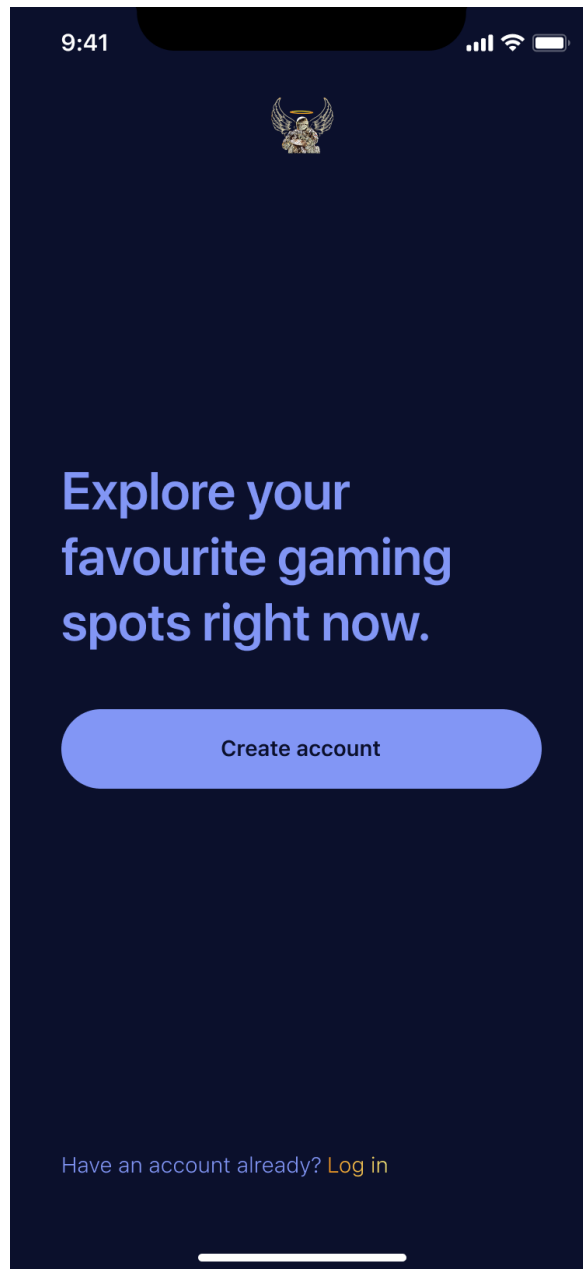 9:41
Explore your
favourite gaming
spots right now.
Create account
Have an account already? Log in